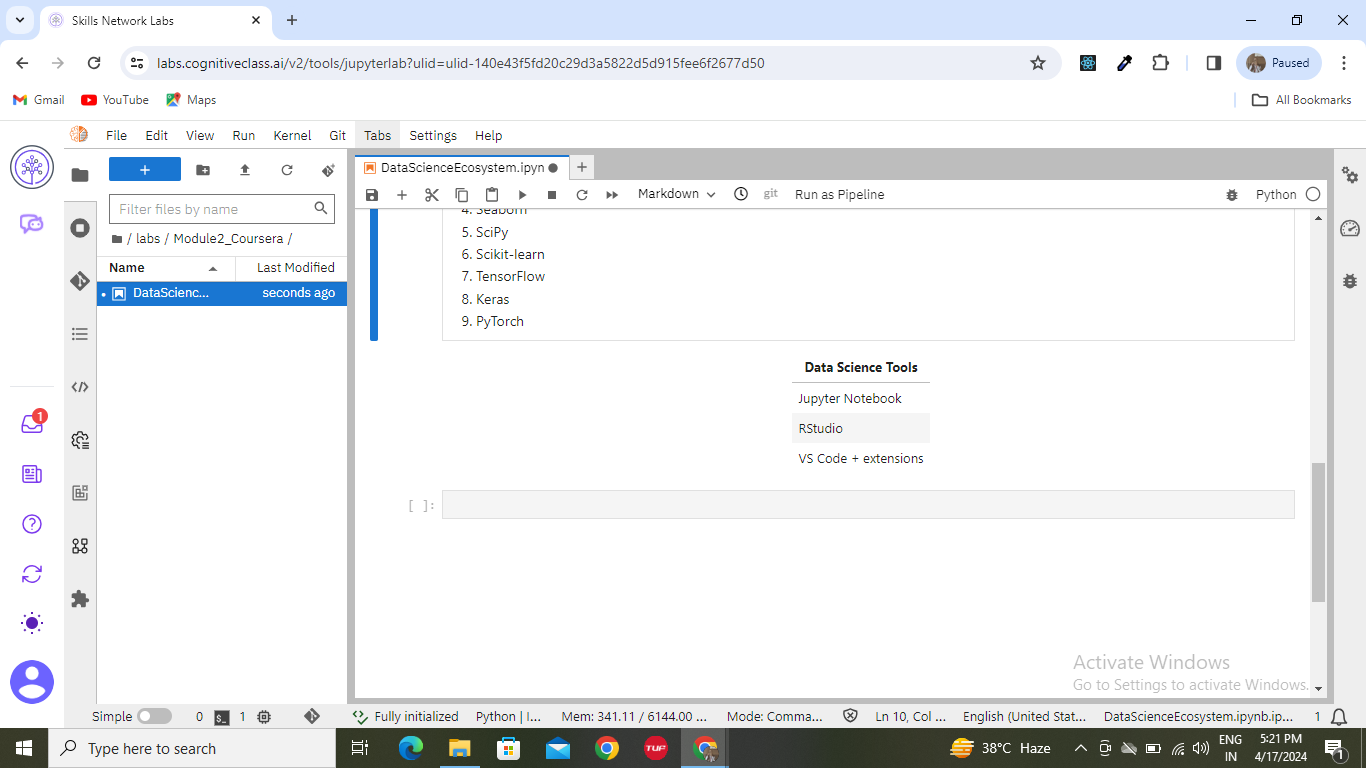 Skills Network Labs
labs.cognitiveclass.ai/v2/tools/jupyterlab?ulid=ulid-140e43f5fd20c29d3a5822d5d915fee6f2677d50
Paused
Gmail
YouTube
Maps
All Bookmarks
File Edit View Run Kernel Git Tabs Settings Help
DataScienceEcosystem.ipyn
Markdown
git
Run as Pipeline
Python
Filter files by name
/ labs / Module2_Coursera /
Name
Last Modified
DataScienc...
seconds ago
4. Seaborn
5. SciPy
6. Scikit-learn
7. TensorFlow
8. Keras
9. PyTorch
Data Science Tools
Jupyter Notebook
RStudio
VS Code + extensions
[ ]:
1
Activate Windows
Go to Settings to activate Windows.
Simple
0
$_
1
Fully initialized
Python | I...
Mem: 341.11 / 6144.00 ...
Mode: Comma...
Ln 10, Col ...
English (United Stat...
DataScienceEcosystem.ipynb.ip...
1
Type here to search
TUF
38°C Haze
ENG
IN
5:21 PM
4/17/2024
1